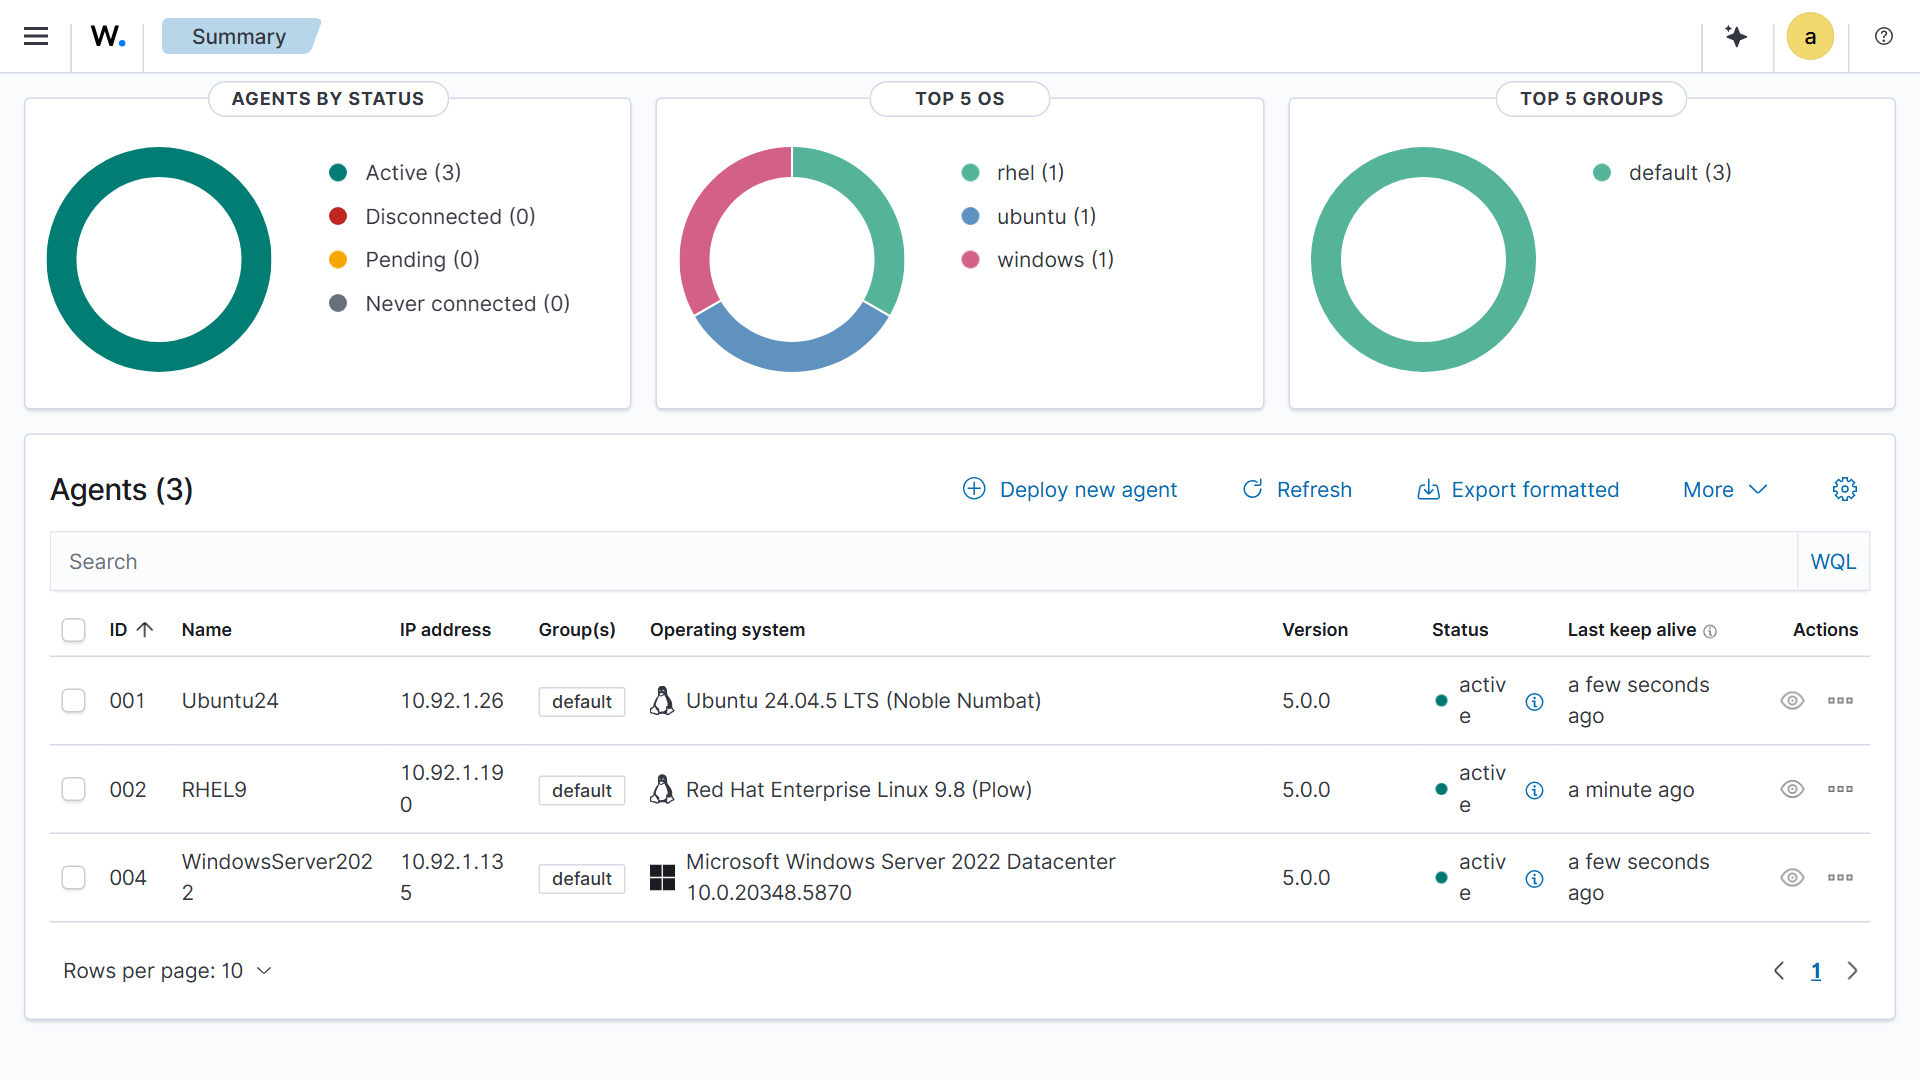 W.
Summary
a
AGENTS BY STATUS
Active (3)
Disconnected (0)
Pending (0)
Never connected (0)
TOP 5 OS
rhel (1)
ubuntu (1)
windows (1)
TOP 5 GROUPS
default (3)
Agents (3)
Deploy new agent
Refresh
Export formatted
More
Search
WQL
ID Name IP address Group(s) Operating system Version Status Last keep alive Actions
001 Ubuntu24 10.92.1.26 default Ubuntu 24.04.5 LTS (Noble Numbat) 5.0.0 activ a few seconds
e ago
002 RHEL9 10.92.1.19 default Red Hat Enterprise Linux 9.8 (Plow) 5.0.0 activ a minute ago
0 e
004 WindowsServer202 10.92.1.13 default Microsoft Windows Server 2022 Datacenter 5.0.0 activ a few seconds
2 5 10.0.20348.5870 e ago
Rows per page: 10
1